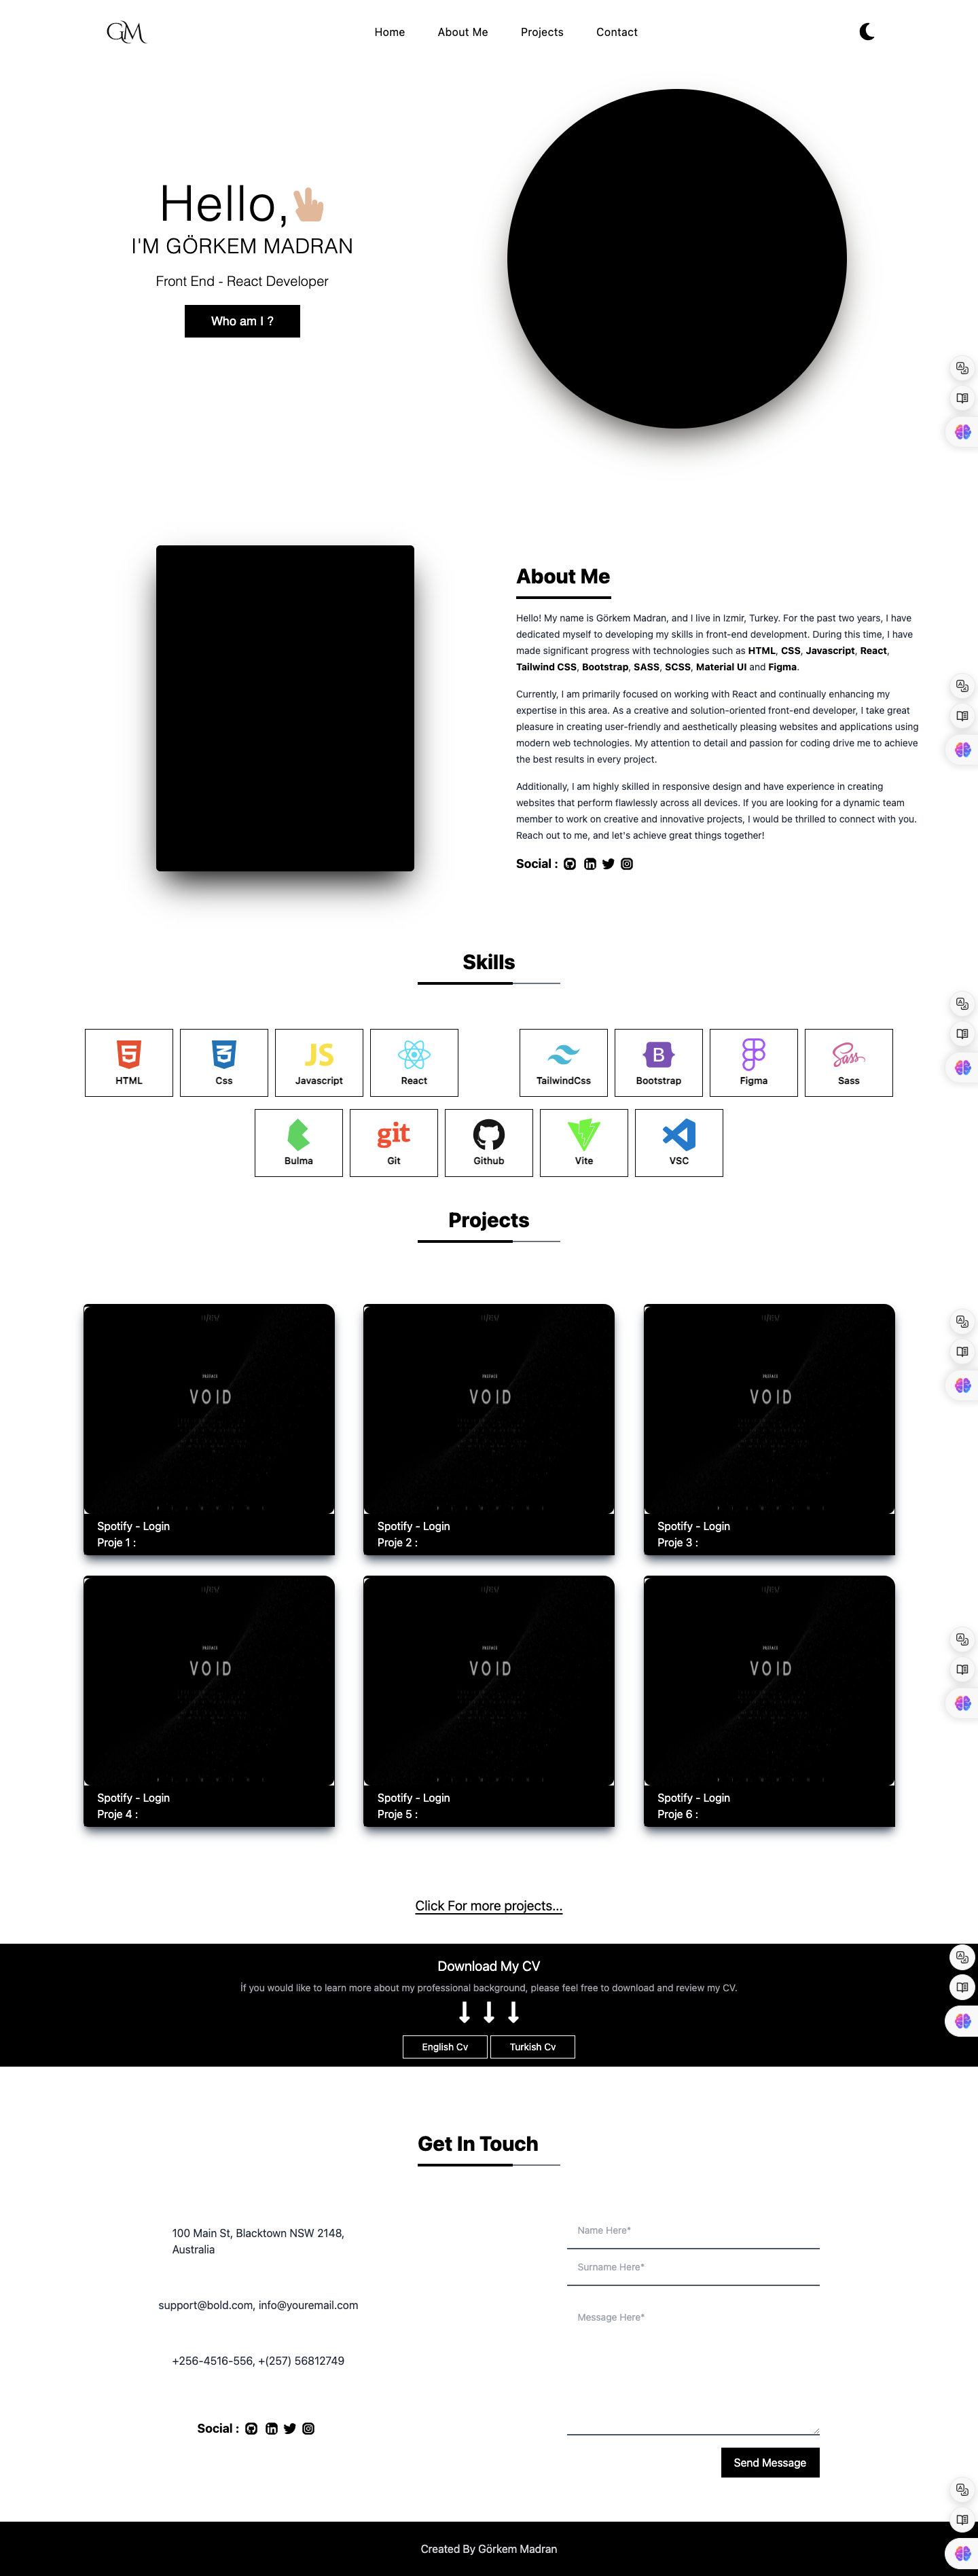 GM
Home About Me Projects Contact
Hello,
I'M GÖRKEM MADRAN
Front End - React Developer
Who am I ?
About Me
Hello! My name is Görkem Madran, and I live in Izmir, Turkey. For the past two years, I have
dedicated myself to developing my skills in front-end development. During this time, I have
made significant progress with technologies such as HTML, CSS, Javascript, React,
Tailwind CSS, Bootstrap, SASS, SCSS, Material UI and Figma.
Currently, I am primarily focused on working with React and continually enhancing my
expertise in this area. As a creative and solution-oriented front-end developer, I take great
pleasure in creating user-friendly and aesthetically pleasing websites and applications using
modern web technologies. My attention to detail and passion for coding drive me to achieve
the best results in every project.
Additionally, I am highly skilled in responsive design and have experience in creating
websites that perform flawlessly across all devices. If you are looking for a dynamic team
member to work on creative and innovative projects, I would be thrilled to connect with you.
Reach out to me, and let's achieve great things together!
Social :
Skills
JS B Sass
HTML Css Javascript React TailwindCss Bootstrap Figma Sass
git
Bulma Git Github Vite VSC
Projects
PREFACE PREFACE PREFACE
VOID VOID VOID
Spotify - Login Spotify - Login Spotify - Login
Proje 1 : Proje 2 : Proje 3 :
PREFACE PREFACE PREFACE
VOID VOID VOID
Spotify - Login Spotify - Login Spotify - Login
Proje 4 : Proje 5 : Proje 6 :
Click For more projects...
Download My CV
İf you would like to learn more about my professional background, please feel free to download and review my CV.
English Cv Turkish Cv
Get In Touch
100 Main St, Blacktown NSW 2148,
Australia
support@bold.com, info@youremail.com
+256-4516-556, +(257) 56812749
Social :
Name Here*
Surname Here*
Message Here*
Send Message
Created By Görkem Madran